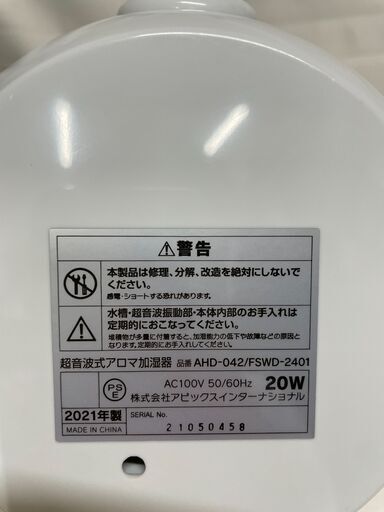 ⚠警告
本製品は修理、分解、改造を絶対にしないで
ください。
感電・ショートする恐れがあります。
水槽・超音波振動部・本体内部のお手入れは
定期的におこなってください。
堆積物が多量に付着すると、加湿能力の低下や故障などの原因と
なりますので、定期的にお手入れしてください。
超音波式アロマ加湿器 品番 AHD-042/FSWD-2401
PSE AC100V 50/60Hz 20W
株式会社アピックスインターナショナル
2021年製 SERIAL No.
MADE IN CHINA 21050458